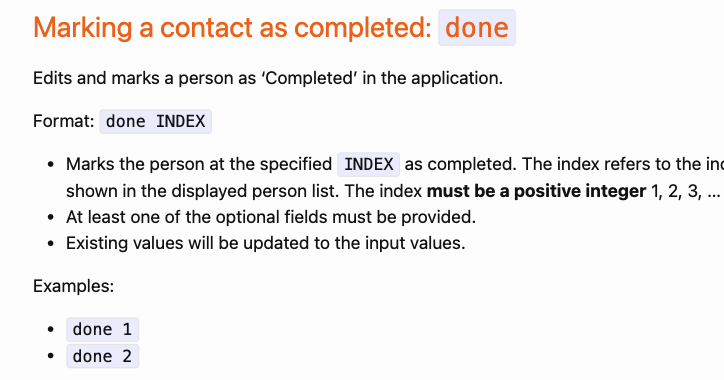 Marking a contact as completed: done
Edits and marks a person as ‘Completed’ in the application.
Format: done INDEX
• Marks the person at the specified INDEX as completed. The index refers to the
shown in the displayed person list. The index must be a positive integer 1, 2, 3, …
• At least one of the optional fields must be provided.
• Existing values will be updated to the input values.
Examples:
• done 1
• done 2